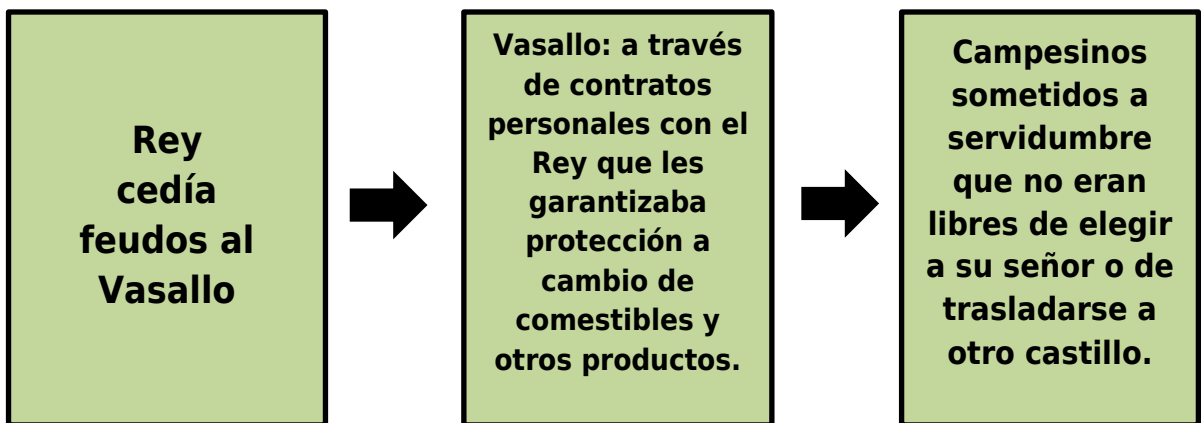 Rey
cedía
feudos al
Vasallo
Vasallo: a través
de contratos
personales con el
Rey que les
garantizaba
protección a
cambio de
comestibles y
otros productos.
Campesinos
sometidos a
servidumbre
que no eran
libres de elegir
a su señor o de
trasladarse a
otro castillo.